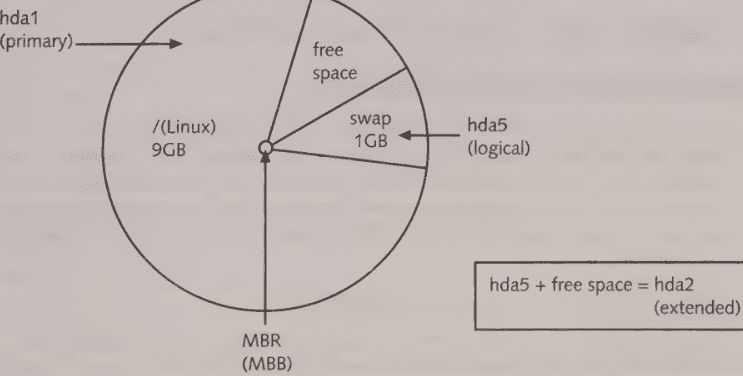 hda1
(primary)
free
space
/(Linux)
9GB
swap
1GB
hda5
(logical)
hda5 + free space = hda2
(extended)
MBR
(MBB)